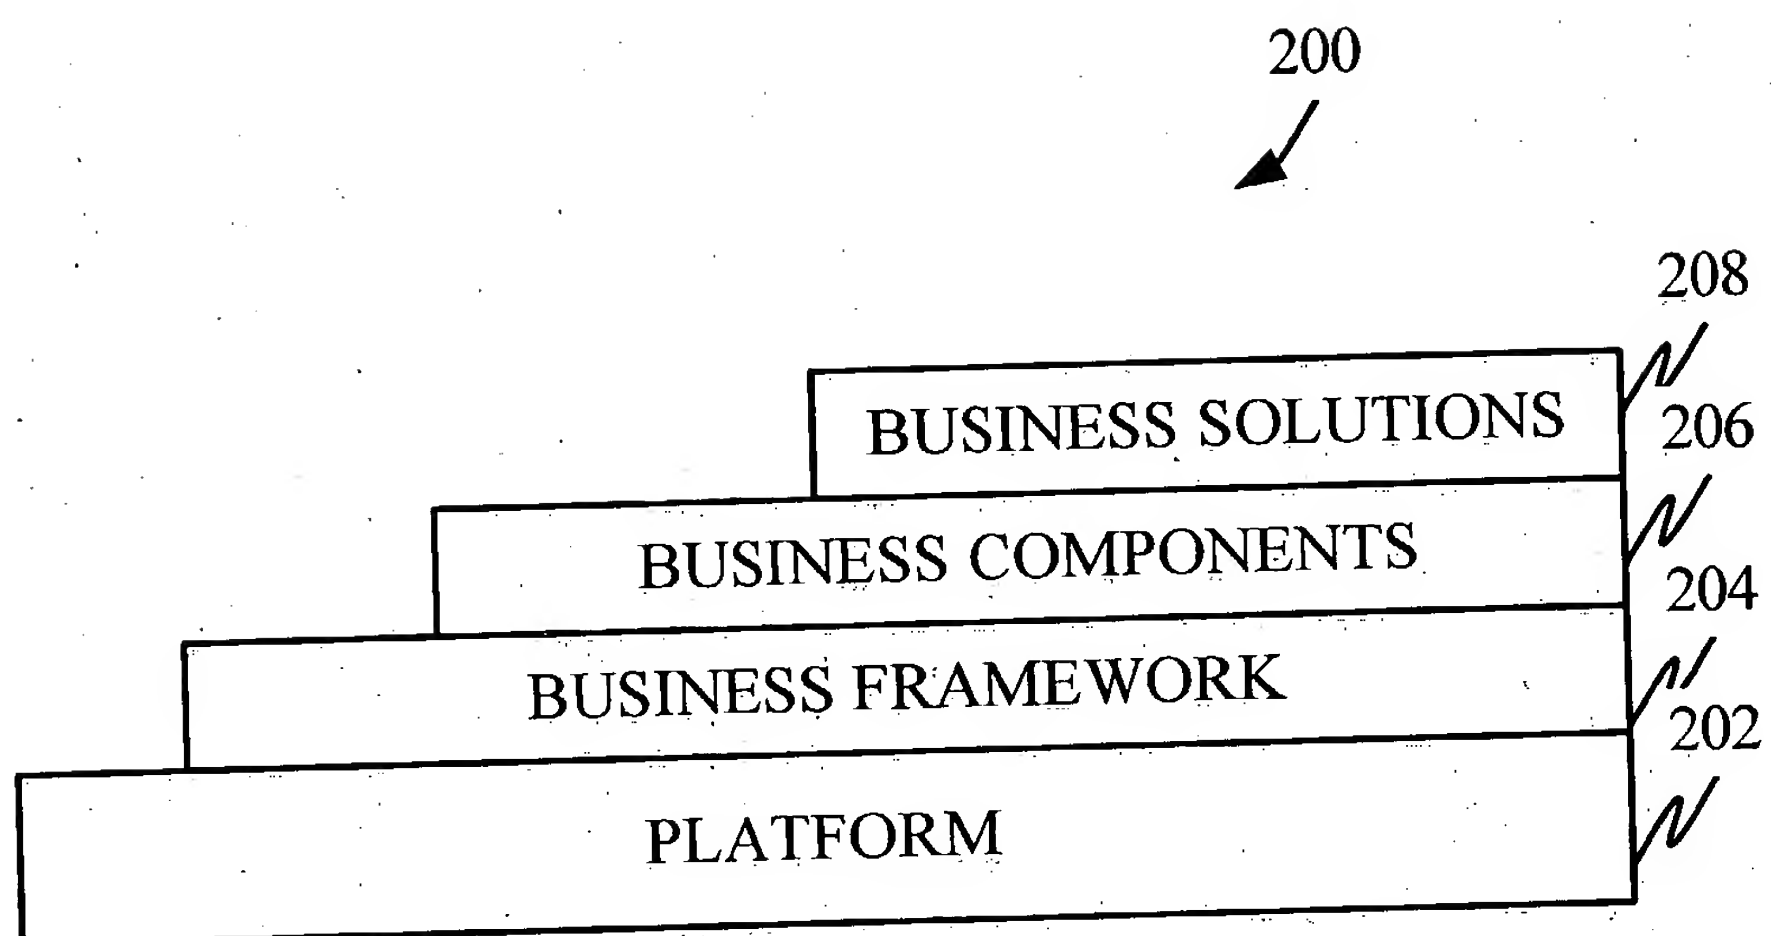 200
208
BUSINESS SOLUTIONS
206
BUSINESS COMPONENTS
204
BUSINESS FRAMEWORK
202
PLATFORM